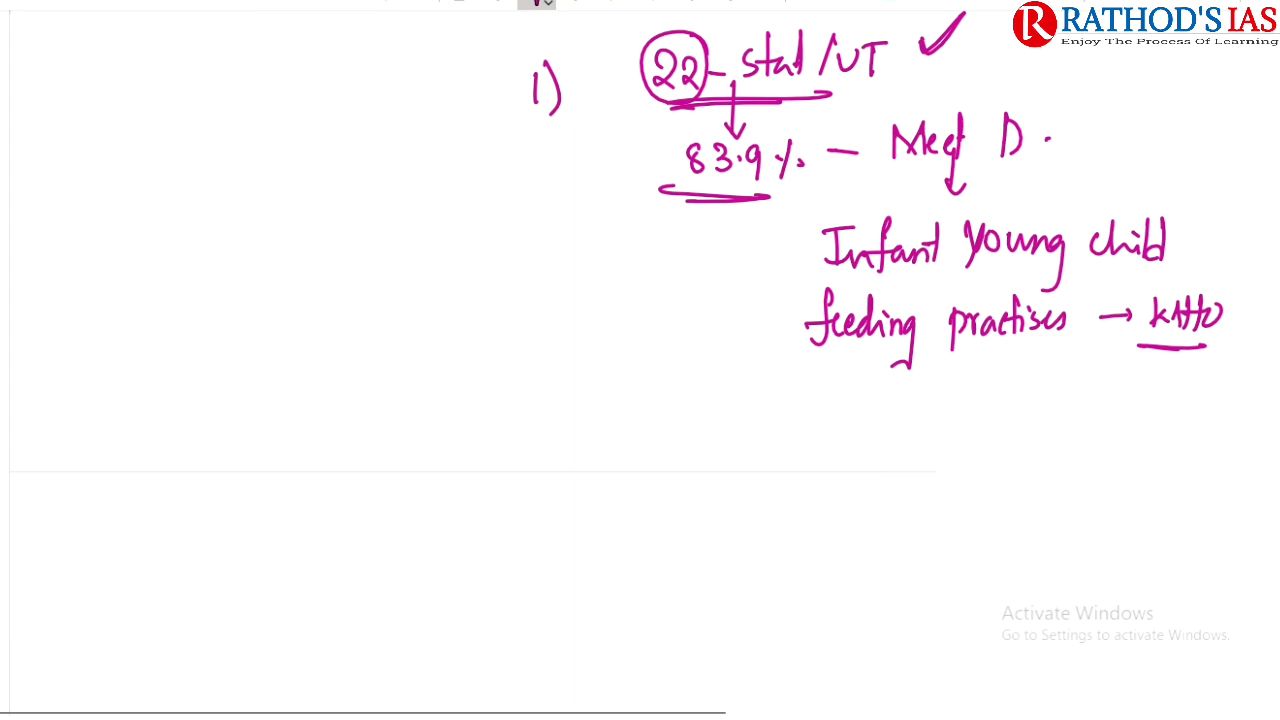 RATHOD'S IAS
Enjoy The Process Of Learning
1) 22 - Stat / UT
83.9% - Meet D.
Infant Young child
feeding practises →
Activate Windows
Go to Settings to activate Windows.